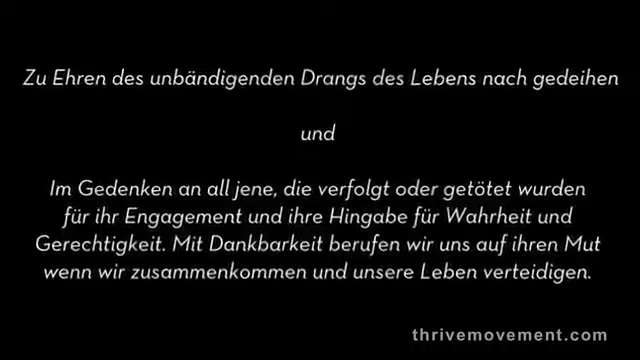 Zu Ehren des unbändigenden Drangs des Lebens nach gedeihen
und
Im Gedenken an all jene, die verfolgt oder getötet wurden
für ihr Engagement und ihre Hingabe für Wahrheit und
Gerechtigkeit. Mit Dankbarkeit berufen wir uns auf ihren Mut
wenn wir zusammenkommen und unsere Leben verteidigen.
thrivemovement.com